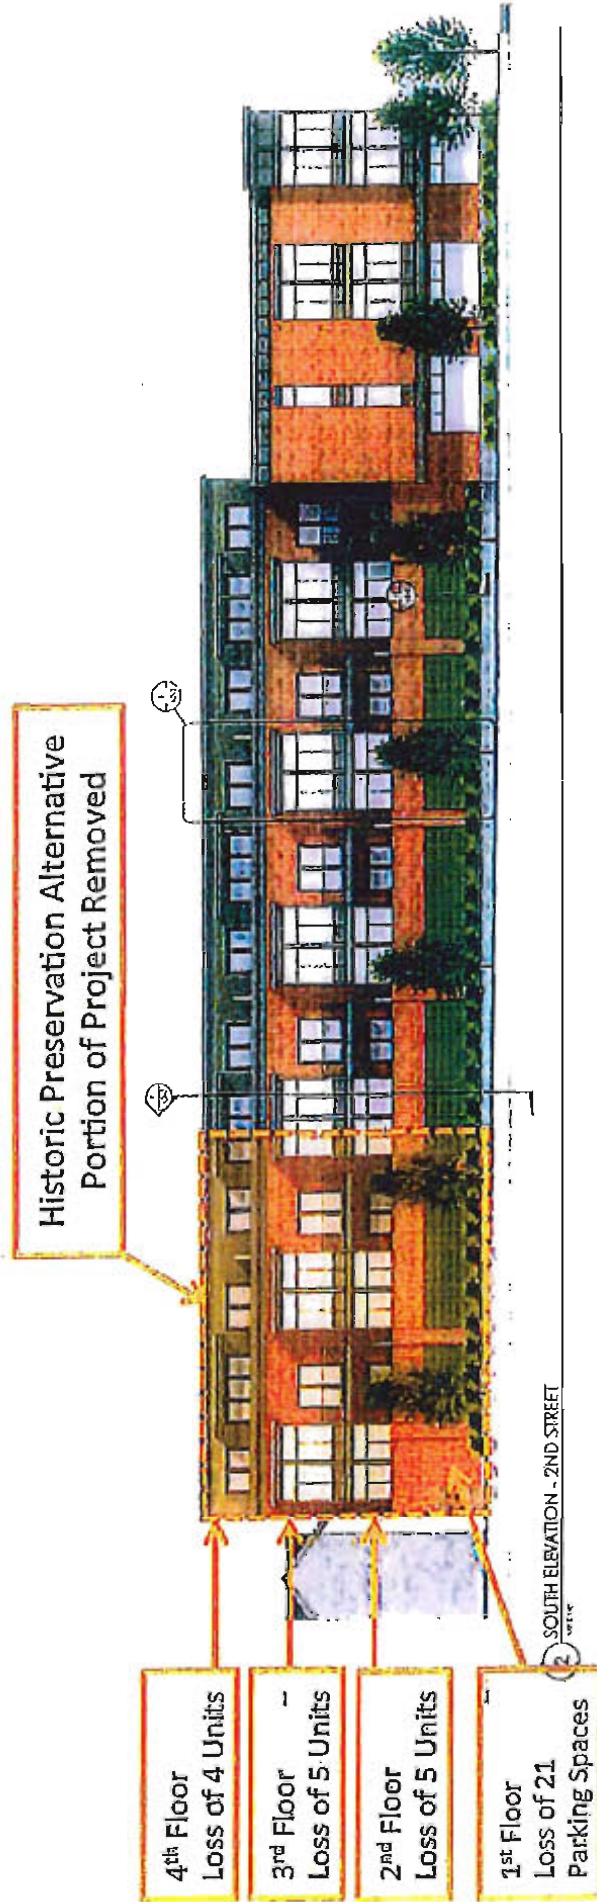 Historic Preservation Alternative
Portion of Project Removed
4th Floor
Loss of 4 Units
3rd Floor
Loss of 5 Units
2nd Floor
Loss of 5 Units
1st Floor
Loss of 21
Parking Spaces
2
SOUTH ELEVATION - 2ND STREET